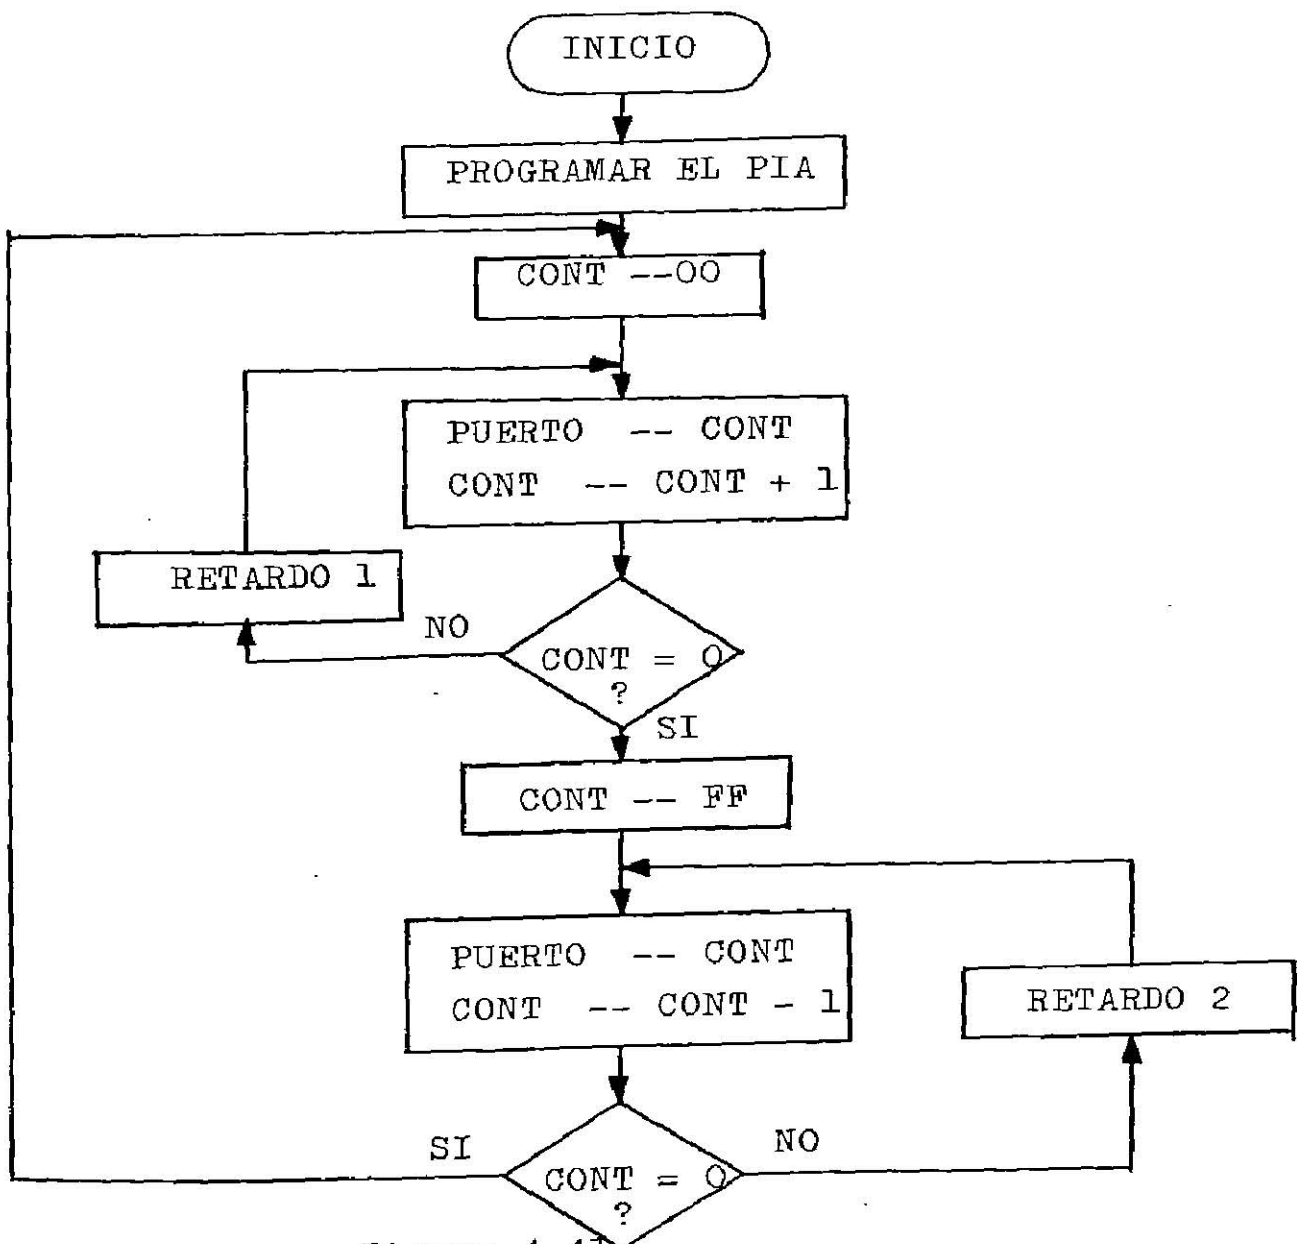 INICIO
PROGRAMAR EL PIA
CONT --00
PUERTO -- CONT
CONT -- CONT + 1
RETARDO 1
NO
CONT = 0
?
SI
CONT -- FF
PUERTO -- CONT
CONT -- CONT - 1
RETARDO 2
SI
NO
CONT = 0
?